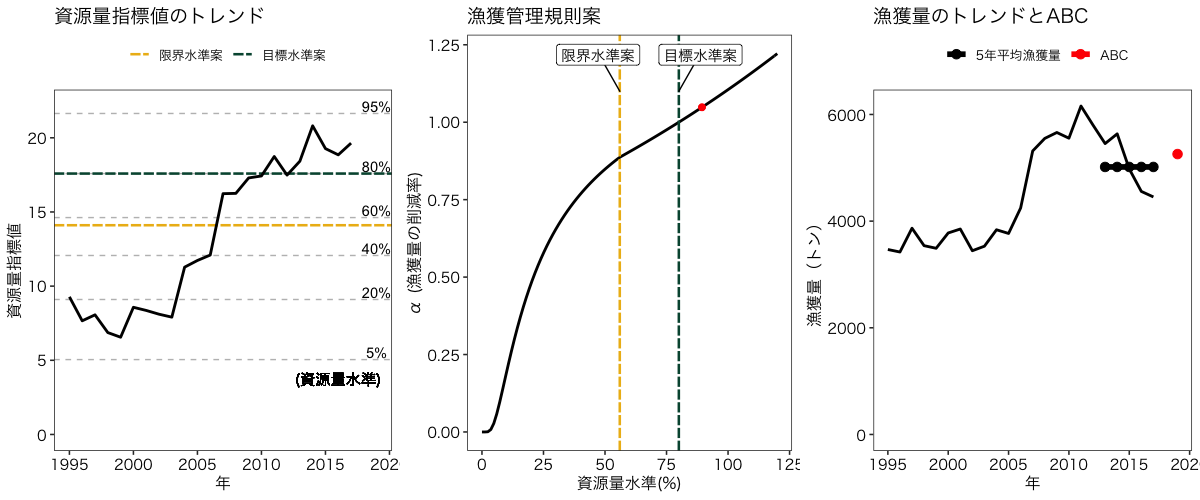 資源量指標値のトレンド
限界水準案 目標水準案
資源量指標値
20
15
10
5
0
95%
80%
60%
40%
20%
5%
(資源量水準)
1995 2000 2005 2010 2015 202
年
漁獲管理規則案
限界水準案 目標水準案
α (漁獲量の削減率)
1.25
1.00
0.75
0.50
0.25
0.00
0 25 50 75 100 125
資源量水準(%)
漁獲量のトレンドとABC
5年平均漁獲量 ABC
漁獲量（トン）
6000
4000
2000
0
1995 2000 2005 2010 2015 202
年